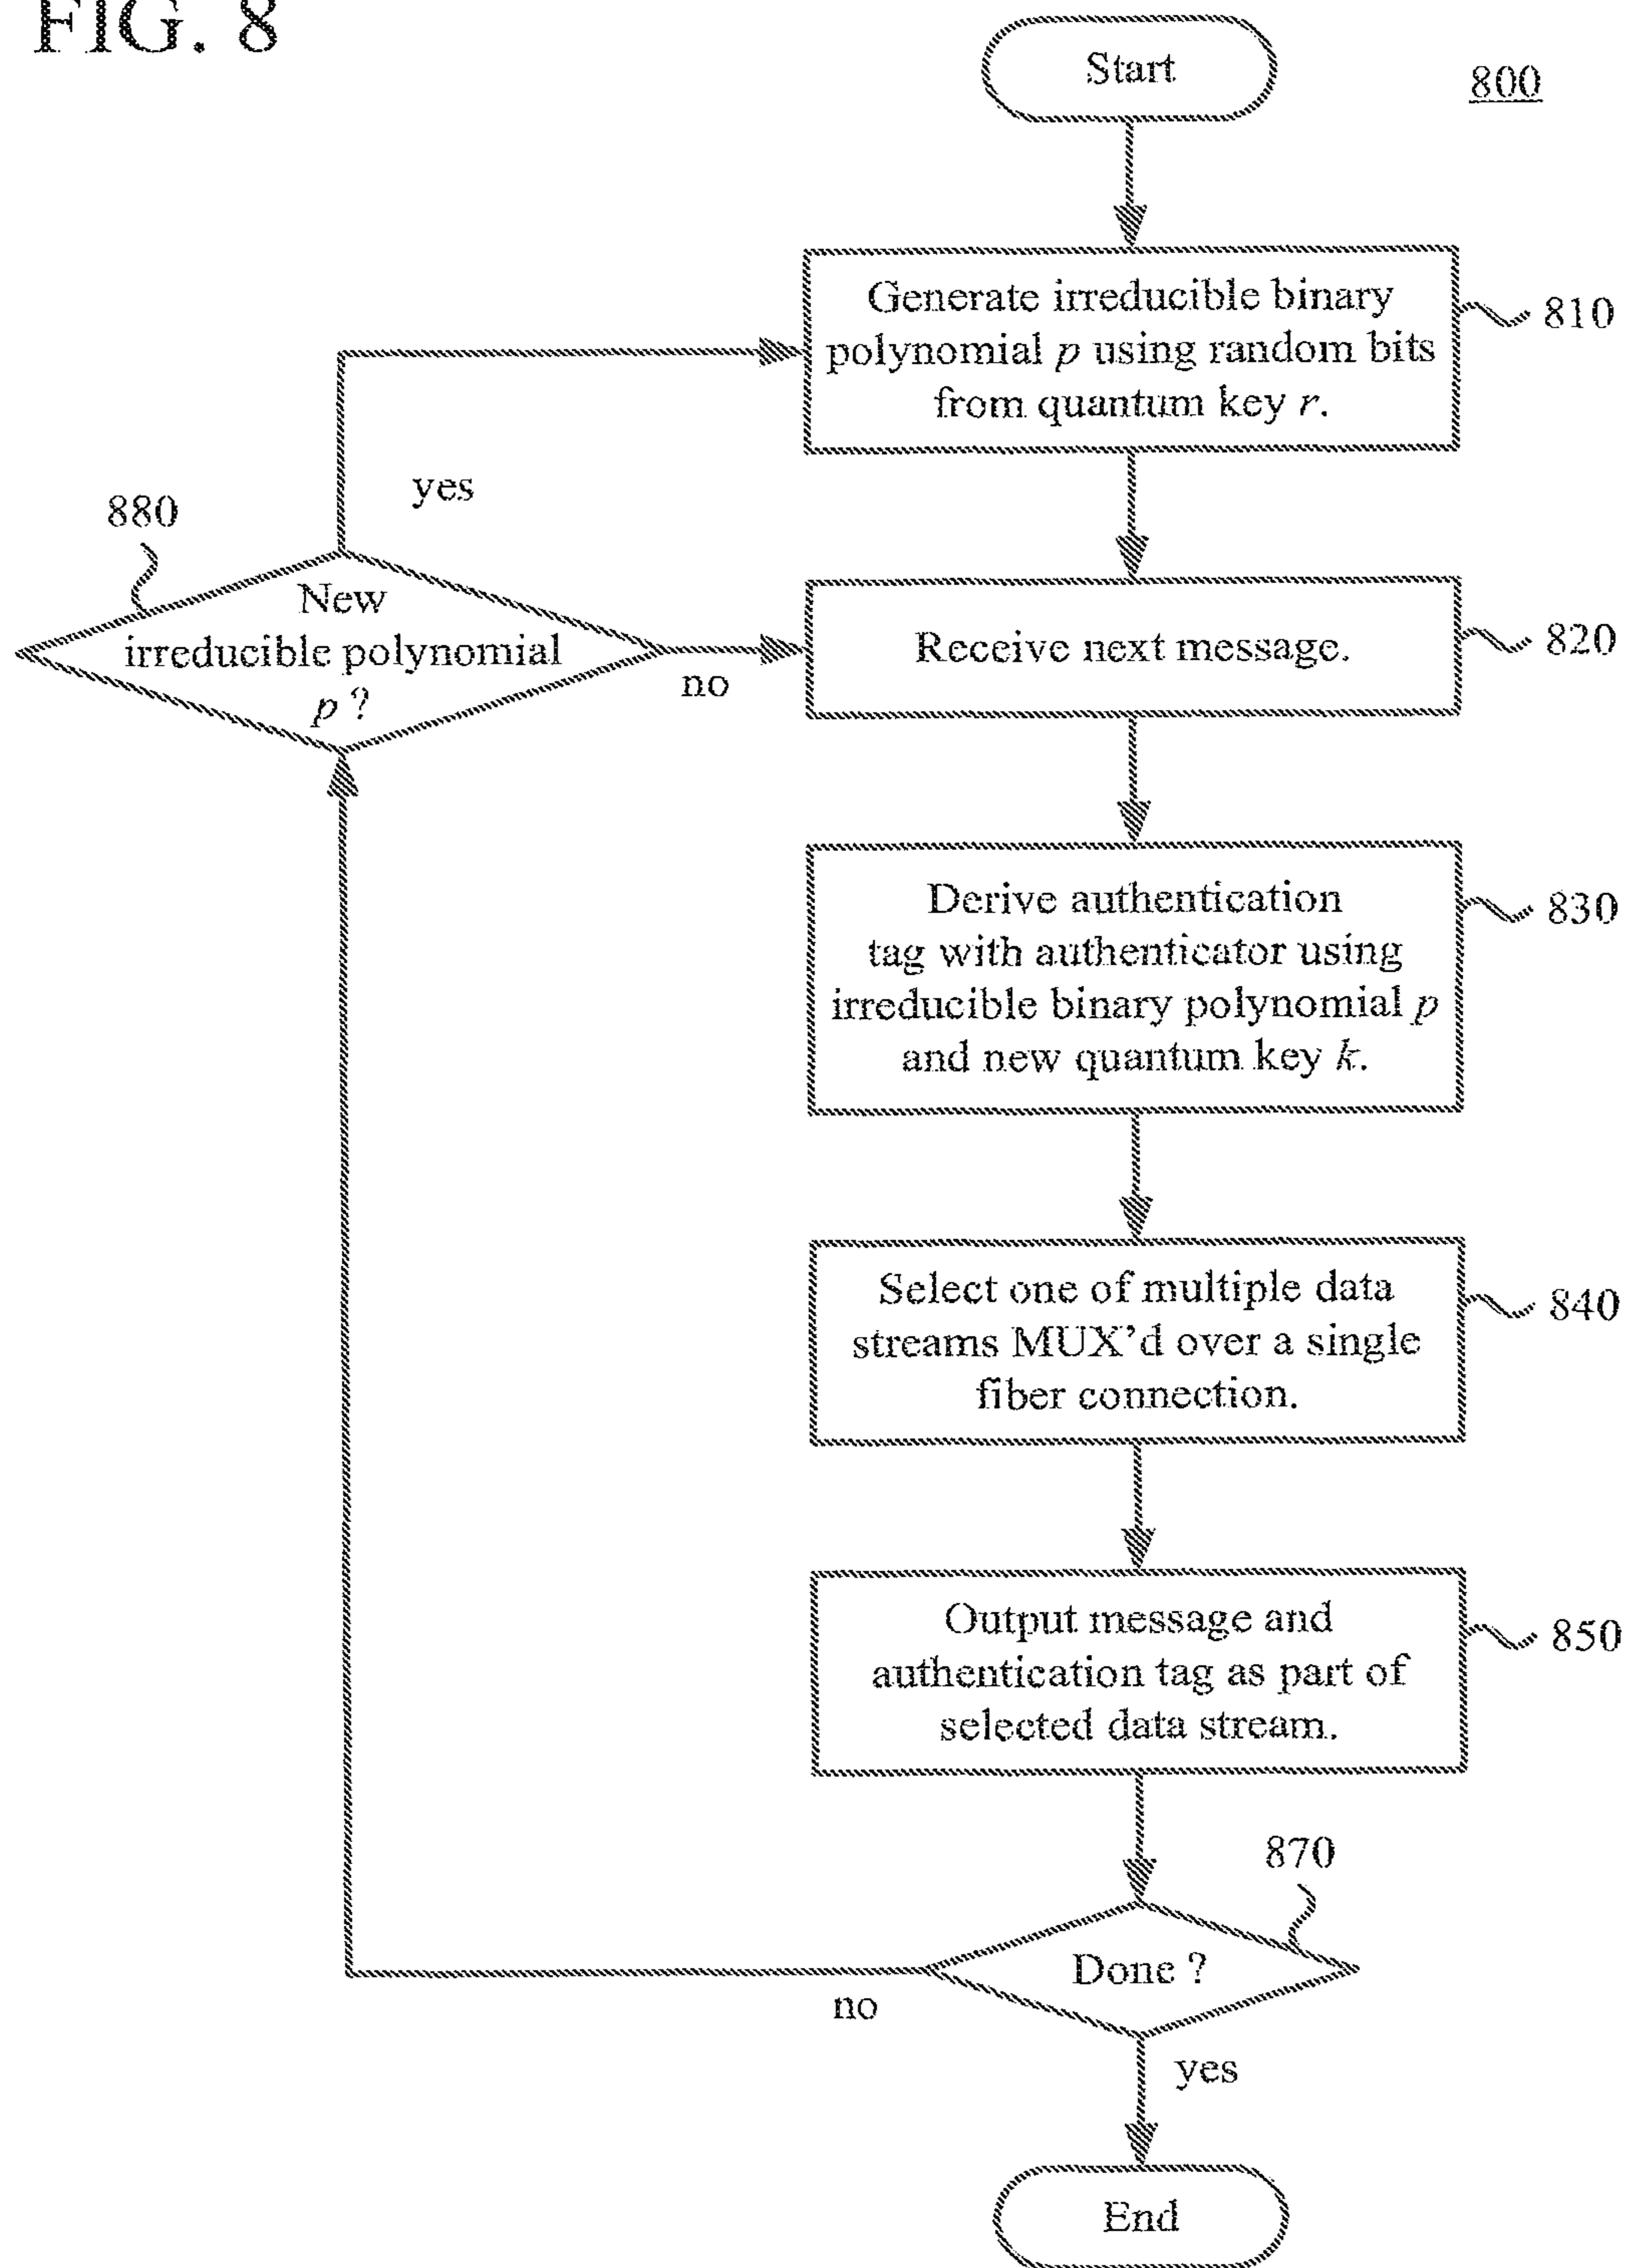 FIG. 8
Start
800
Generate irreducible binary
polynomial p using random bits
from quantum key r.
810
yes
880
New
irreducible polynomial
p ?
no
Receive next message.
820
Derive authentication
tag with authenticator using
irreducible binary polynomial p
and new quantum key k.
830
Select one of multiple data
streams MUX'd over a single
fiber connection.
840
Output message and
authentication tag as part of
selected data stream.
850
870
Done ?
no
yes
End